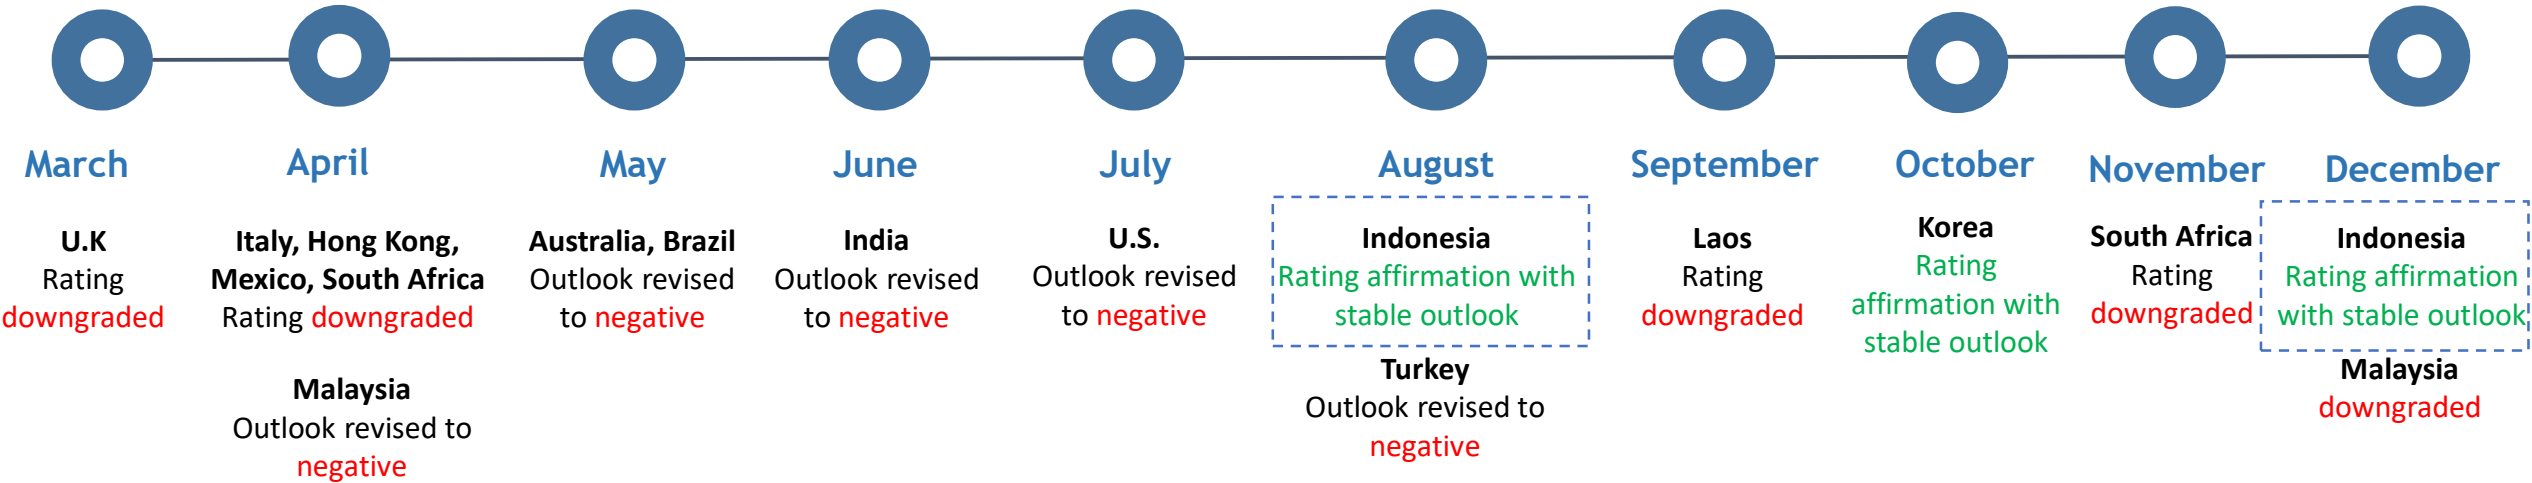 March
U.K
Rating
downgraded
April
Italy, Hong Kong,
Mexico, South Africa
Rating downgraded
Malaysia
Outlook revised to
negative
May
Australia, Brazil
Outlook revised
to negative
June
India
Outlook revised
to negative
July
U.S.
Outlook revised
to negative
August
Indonesia
Rating affirmation with
stable outlook
Turkey
Outlook revised to
negative
September
Laos
Rating
downgraded
October
Korea
Rating
affirmation with
stable outlook
November
South Africa
Rating
downgraded
December
Indonesia
Rating affirmation
with stable outlook
Malaysia
downgraded